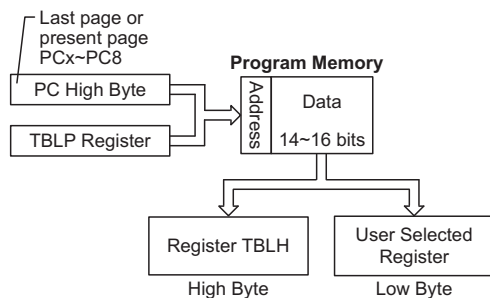 Last page or
present page
PCx~PC8
Program Memory
PC High Byte
TBLP Register
Address
Data
14~16 bits
Register TBLH
User Selected
Register
High Byte
Low Byte